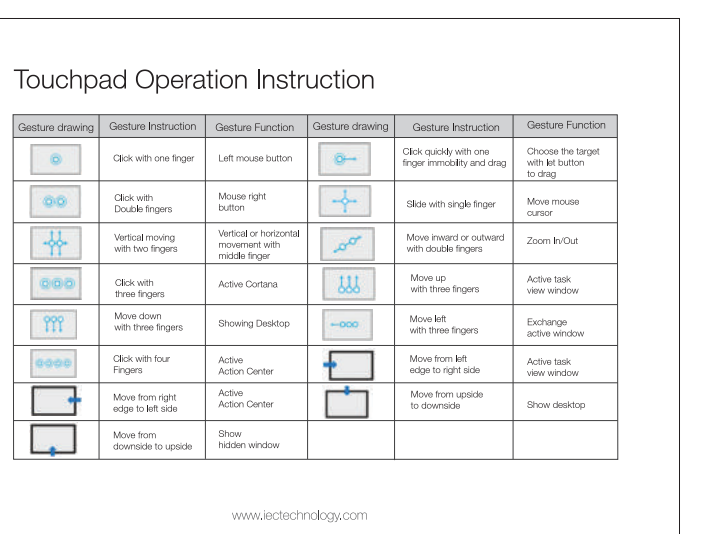 Touchpad Operation Instruction
Gesture drawing Gesture Instruction Gesture Function Gesture drawing Gesture Instruction Gesture Function
Click with one finger
Left mouse button
Click quickly with one
finger immobility and drag
Choose the target
with let button
to drag
Click with
Double fingers
Mouse right
button
Slide with single finger
Move mouse
cursor
Vertical moving
with two fingers
Vertical or horizontal
movement with
middle finger
Move inward or outward
with double fingers
Zoom In/Out
Click with
three fingers
Active Cortana
Move up
with three fingers
Active task
view window
Move down
with three fingers
Showing Desktop
Move left
with three fingers
Exchange
active window
Click with four
Fingers
Active
Action Center
Move from left
edge to right side
Active task
view window
Move from right
edge to left side
Active
Action Center
Move from upside
to downside
Show desktop
Move from
downside to upside
Show
hidden window
www.iectechnology.com